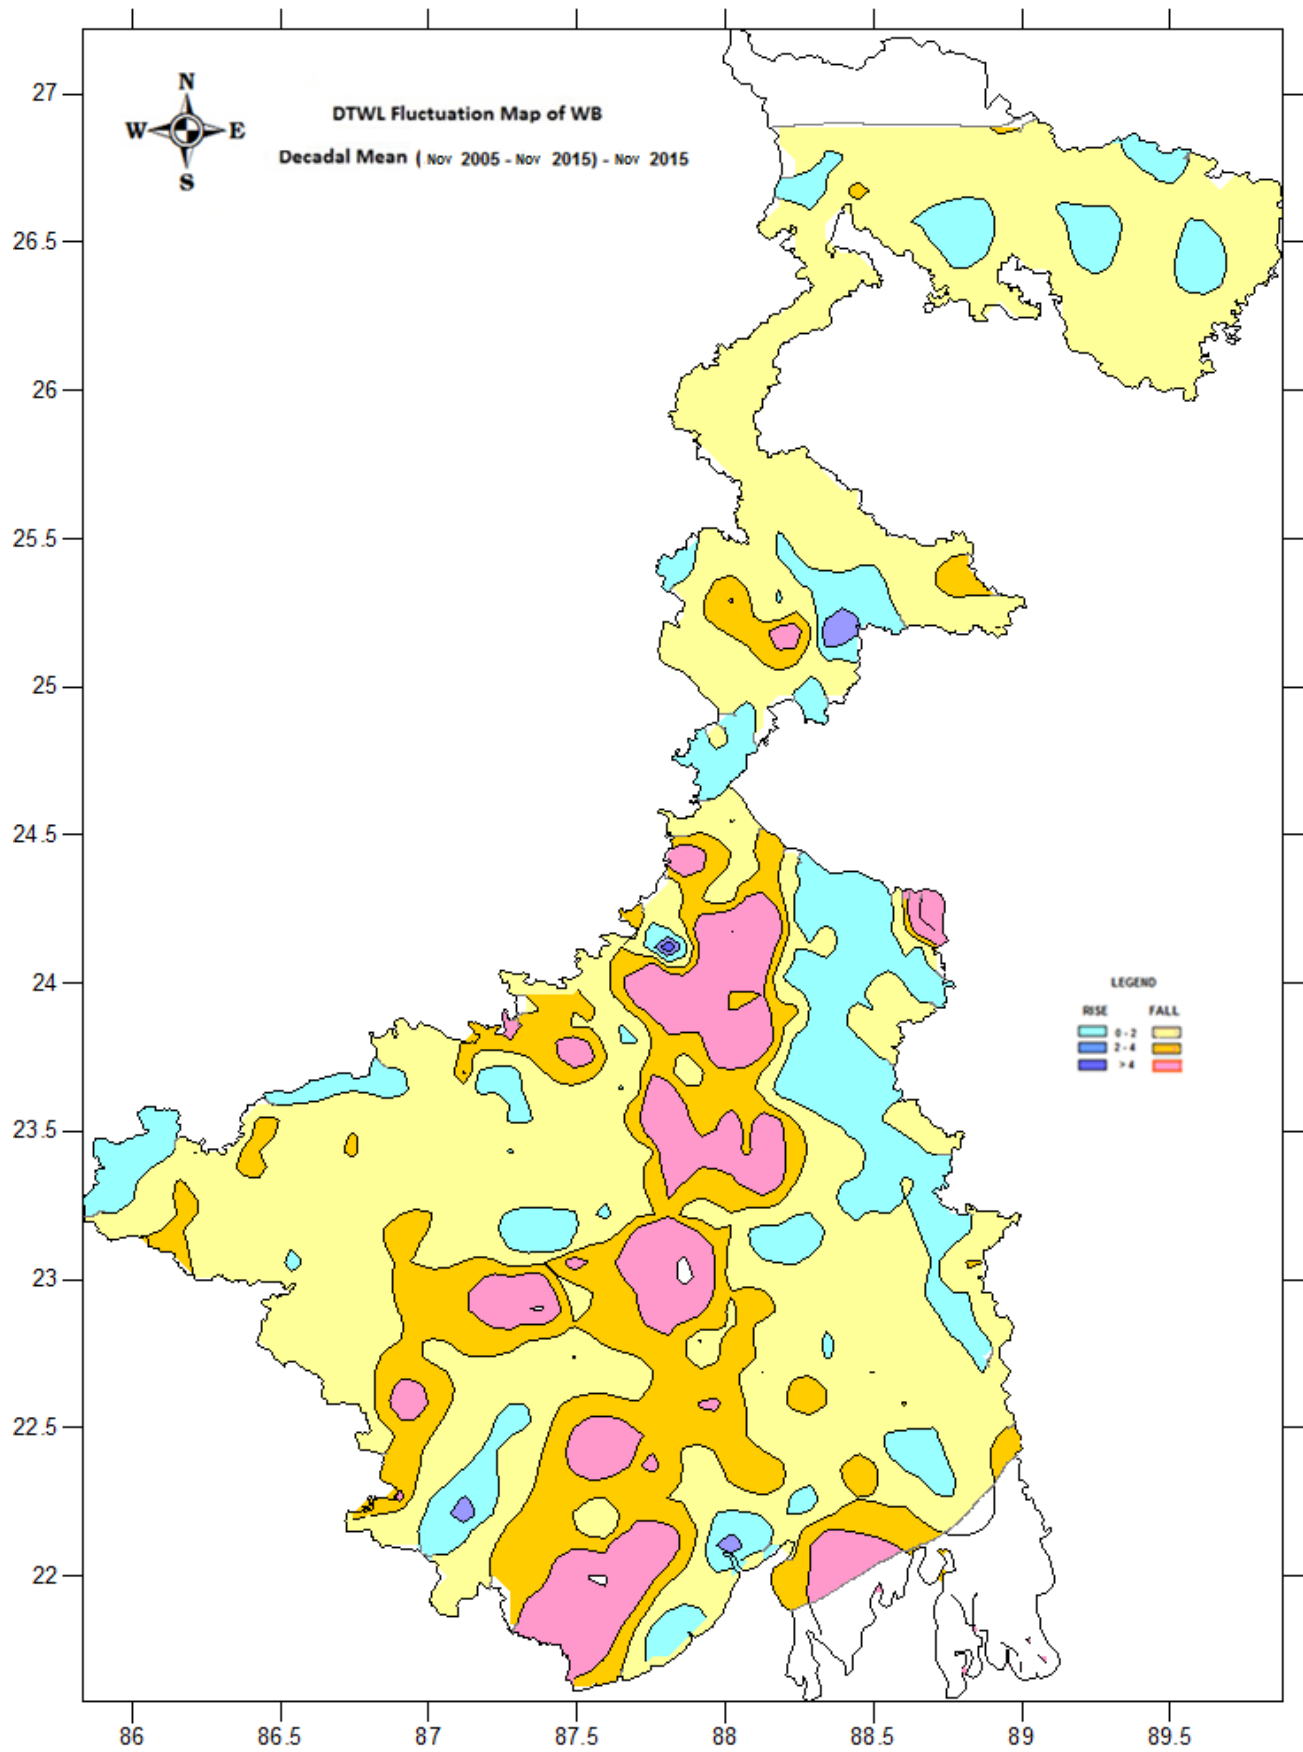 N
W E
S
DTWL Fluctuation Map of WB
Decadal Mean ( Nov 2005 - Nov 2015) - Nov 2015
27
26.5
26
25.5
25
24.5
24
23.5
23
22.5
22
LEGEND
RISE FALL
0 - 2
2 - 4
> 4
86 86.5 87 87.5 88 88.5 89 89.5